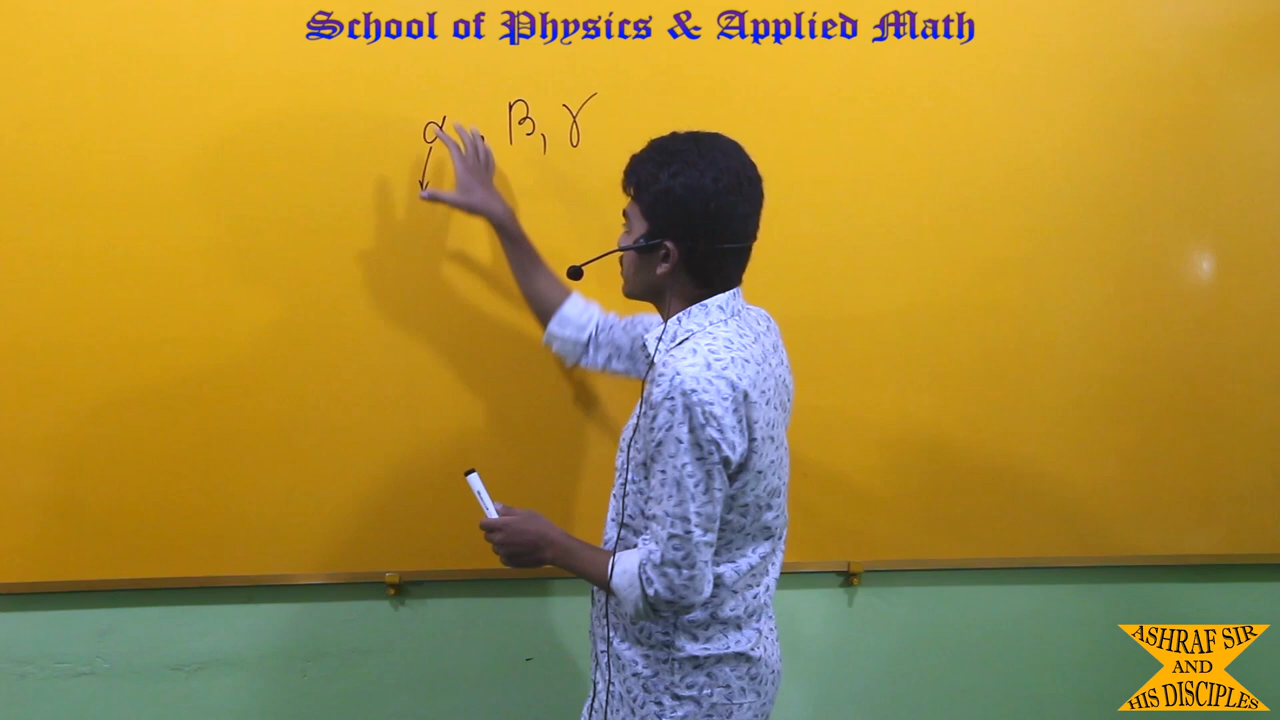 School of Physics & Applied Math
α, β, γ
ASHRAF SIR
AND
HIS DISCIPLES